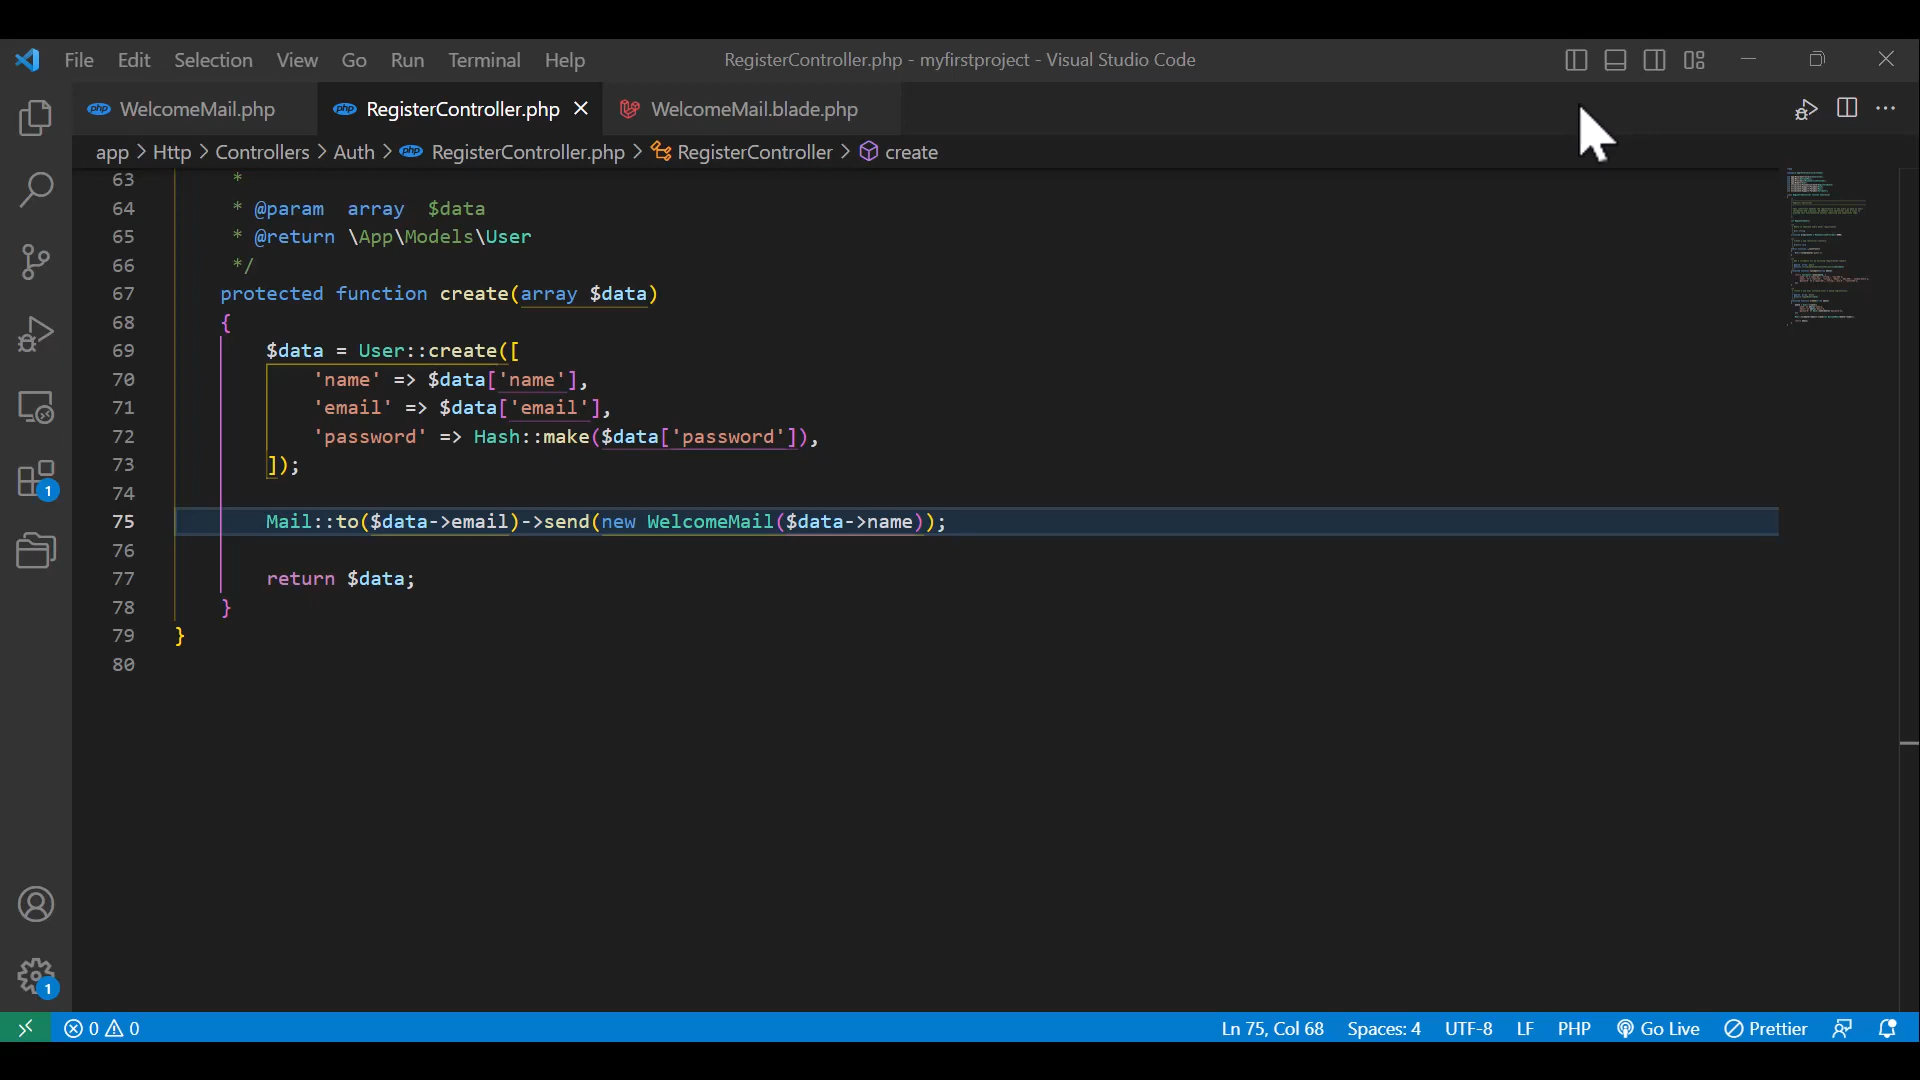 File Edit Selection View Go Run Terminal Help RegisterController.php - myfirstproject - Visual Studio Code
php WelcomeMail.php php RegisterController.php WelcomeMail.blade.php
app > Http > Controllers > Auth > php RegisterController.php > RegisterController > create
63 *
64 * @param array $data
65 * @return \App\Models\User
66 */
67 protected function create(array $data)
68 {
69 $data = User::create([
70 'name' => $data['name'],
71 'email' => $data['email'],
72 'password' => Hash::make($data['password']),
73 ]);
74
75 Mail::to($data->email)->send(new WelcomeMail($data->name));
76
77 return $data;
78 }
79 }
80
1
1
0 0 Ln 75, Col 68 Spaces: 4 UTF-8 LF PHP Go Live Prettier